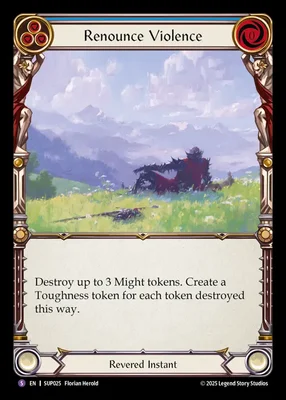 Renounce Violence
Destroy up to 3 Might tokens. Create a
Toughness token for each token destroyed
this way.
Revered Instant
S EN | SUP025 Florian Herold
© 2025 Legend Story Studios